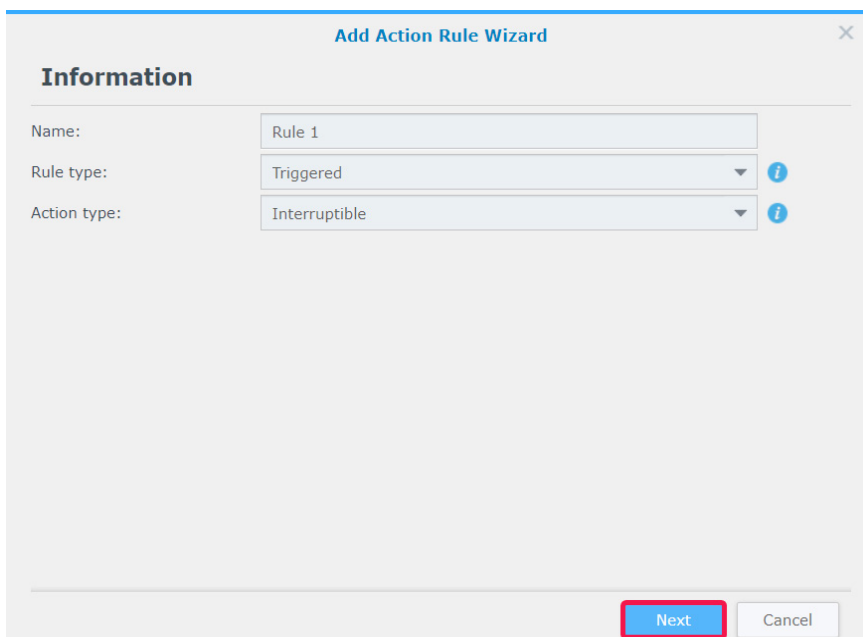 Add Action Rule Wizard
Information
Name: Rule 1
Rule type: Triggered
Action type: Interruptible
Next Cancel